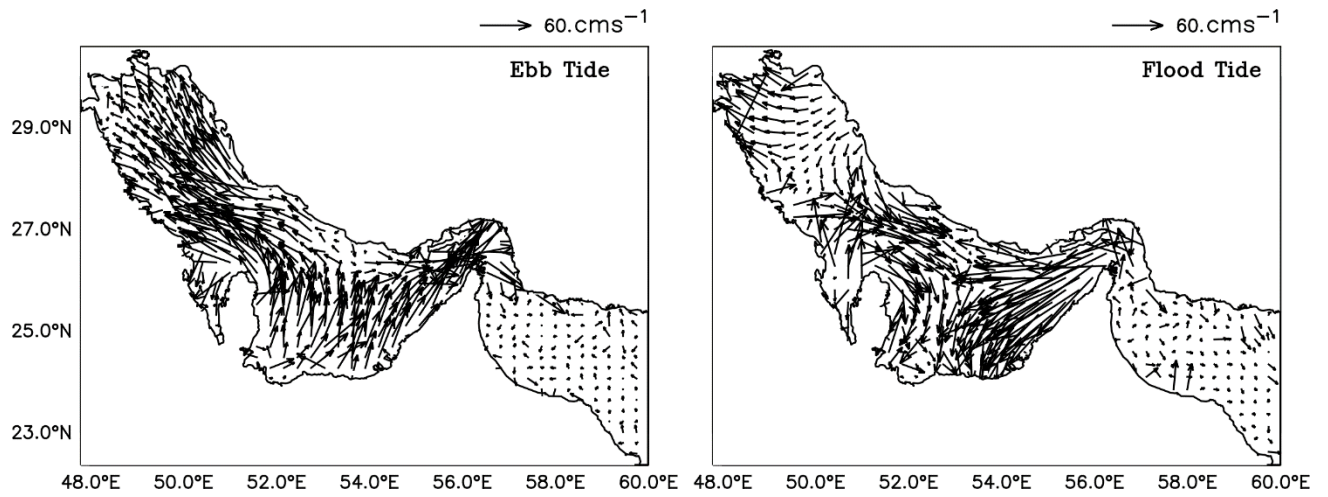 60.cms⁻¹
60.cms⁻¹
Ebb Tide
Flood Tide
29.0°N
27.0°N
25.0°N
23.0°N
48.0°E 50.0°E 52.0°E 54.0°E 56.0°E 58.0°E 60.0°E
48.0°E 50.0°E 52.0°E 54.0°E 56.0°E 58.0°E 60.0°E